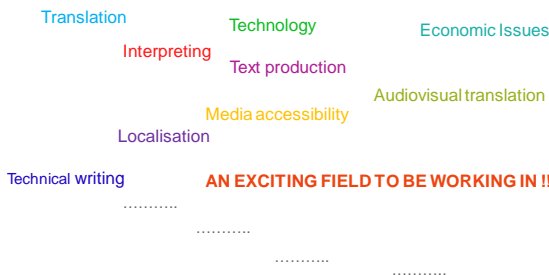 Translation
Technology
Economic Issues
Interpreting
Text production
Audiovisual translation
Media accessibility
Localisation
Technical writing
AN EXCITING FIELD TO BE WORKING IN !!
………..
………..
………..
………..